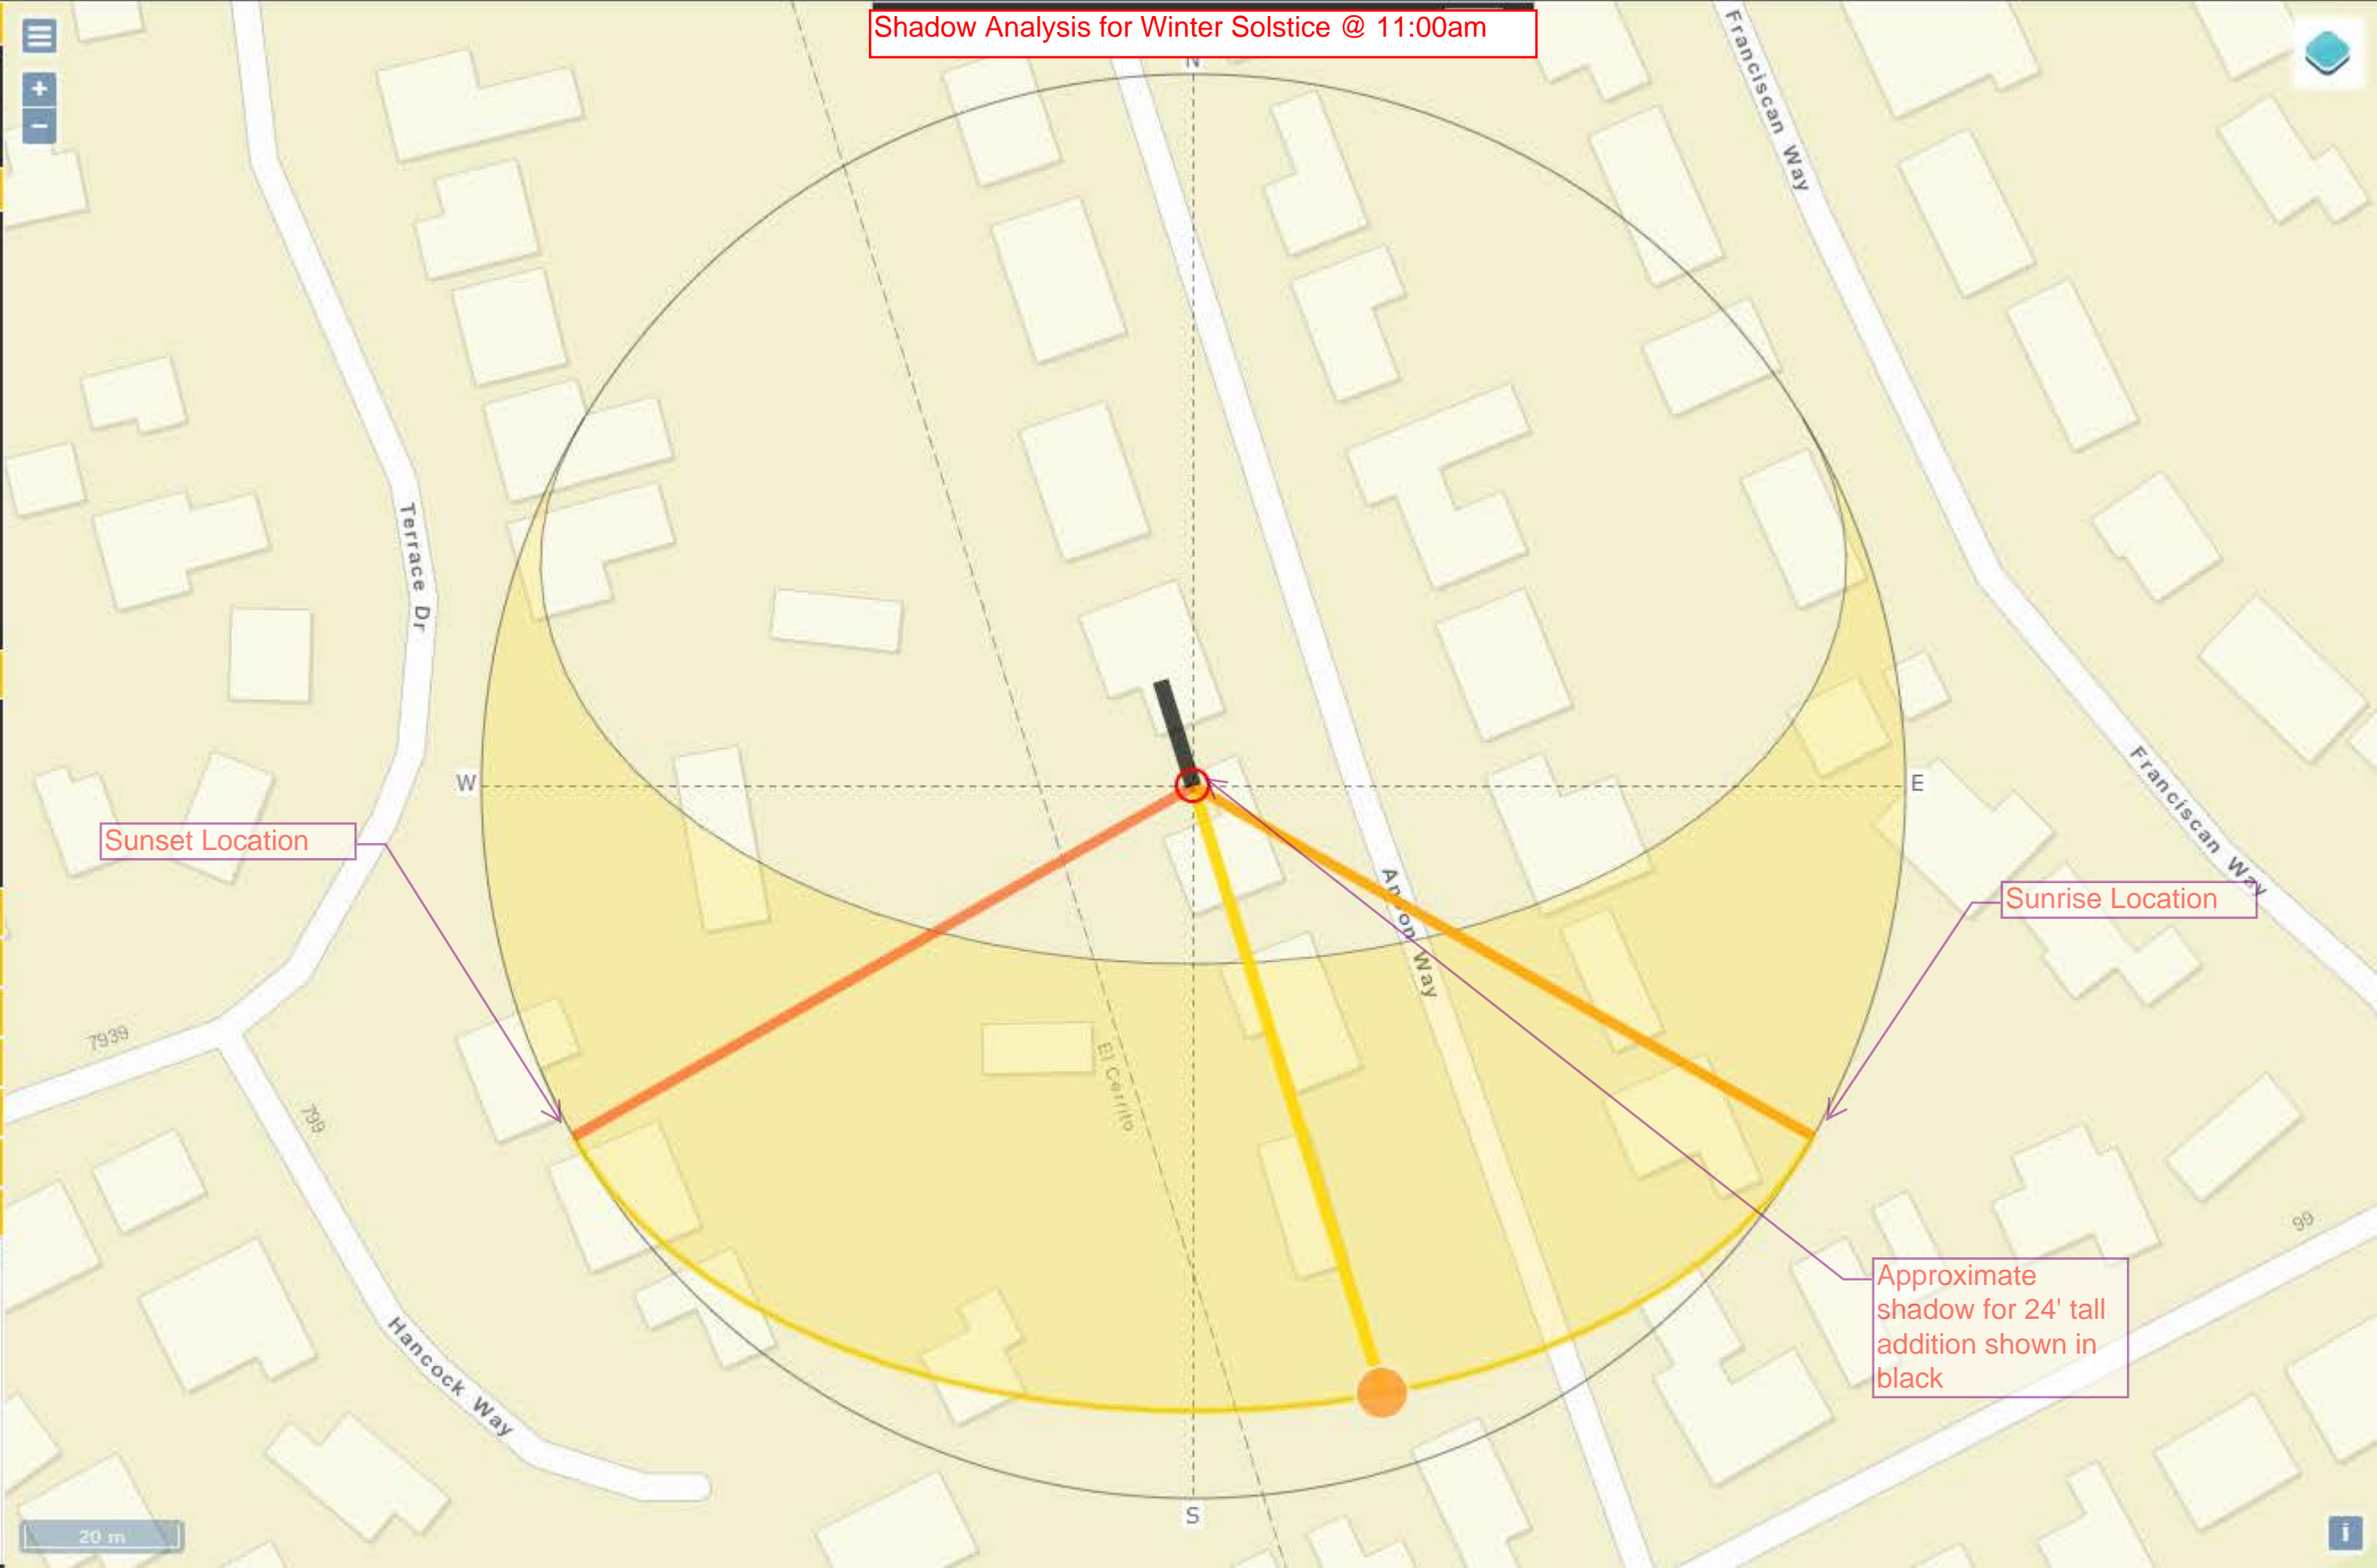 Shadow Analysis for Winter Solstice @ 11:00am
N
Franciscan Way
+
−
Terrace Dr
W
E
Franciscan Way
Sunset Location
Sunrise Location
Way
7939
El Cerrito
799
99
Approximate
shadow for 24' tall
addition shown in
black
Hancock Way
S
20 m
i